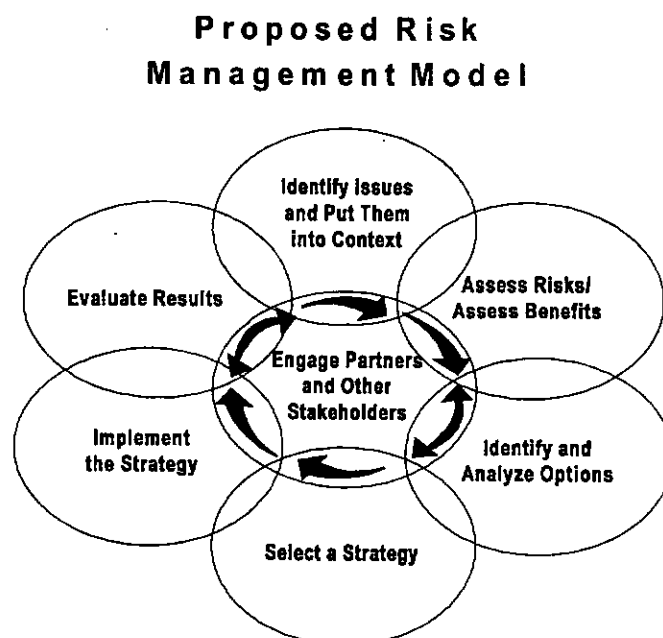 Proposed Risk
Management Model
Identify Issues
and Put Them
into Context
Assess Risks/
Assess Benefits
Evaluate Results
Engage Partners
and Other
Stakeholders
Implement
the Strategy
Identify and
Analyze Options
Select a Strategy